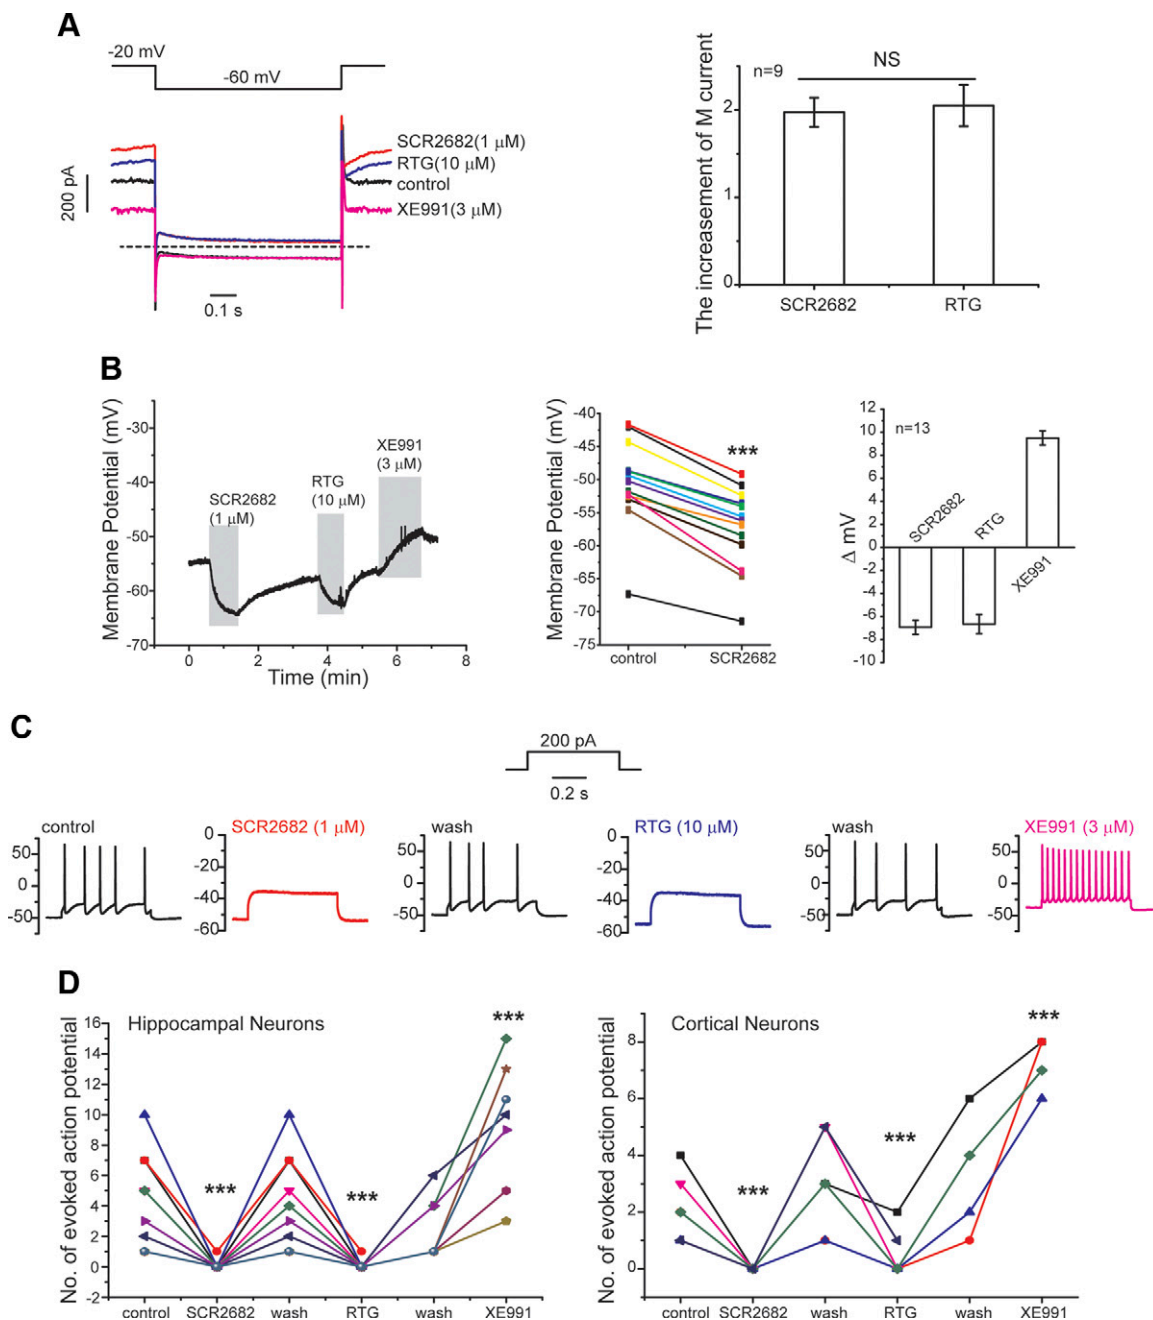 A
-20 mV
-60 mV
SCR2682(1 μM)
RTG(10 μM)
control
XE991(3 μM)
200 pA
0.1 s
The increasement of M current
n=9
NS
2
1
0
SCR2682
RTG
B
Membrane Potential (mV)
-30
-40
-50
-60
-70
SCR2682
(1 μM)
RTG
(10 μM)
XE991
(3 μM)
0 2 4 6 8
Time (min)
Membrane Potential (mV)
-40
-45
-50
-55
-60
-65
-70
-75
***
control SCR2682
Δ mV
12
10
8
6
4
2
0
-2
-4
-6
-8
-10
n=13
SCR2682
RTG
XE991
C
200 pA
0.2 s
control
50
0
-50
SCR2682 (1 μM)
0
-20
-40
-60
wash
50
0
-50
RTG (10 μM)
0
-20
-40
-60
wash
50
0
-50
XE991 (3 μM)
50
0
-50
D
No. of evoked action potential
16
14
12
10
8
6
4
2
0
-2
Hippocampal Neurons
***
***
***
control SCR2682 wash RTG wash XE991
No. of evoked action potential
8
6
4
2
0
Cortical Neurons
***
***
***
control SCR2682 wash RTG wash XE991